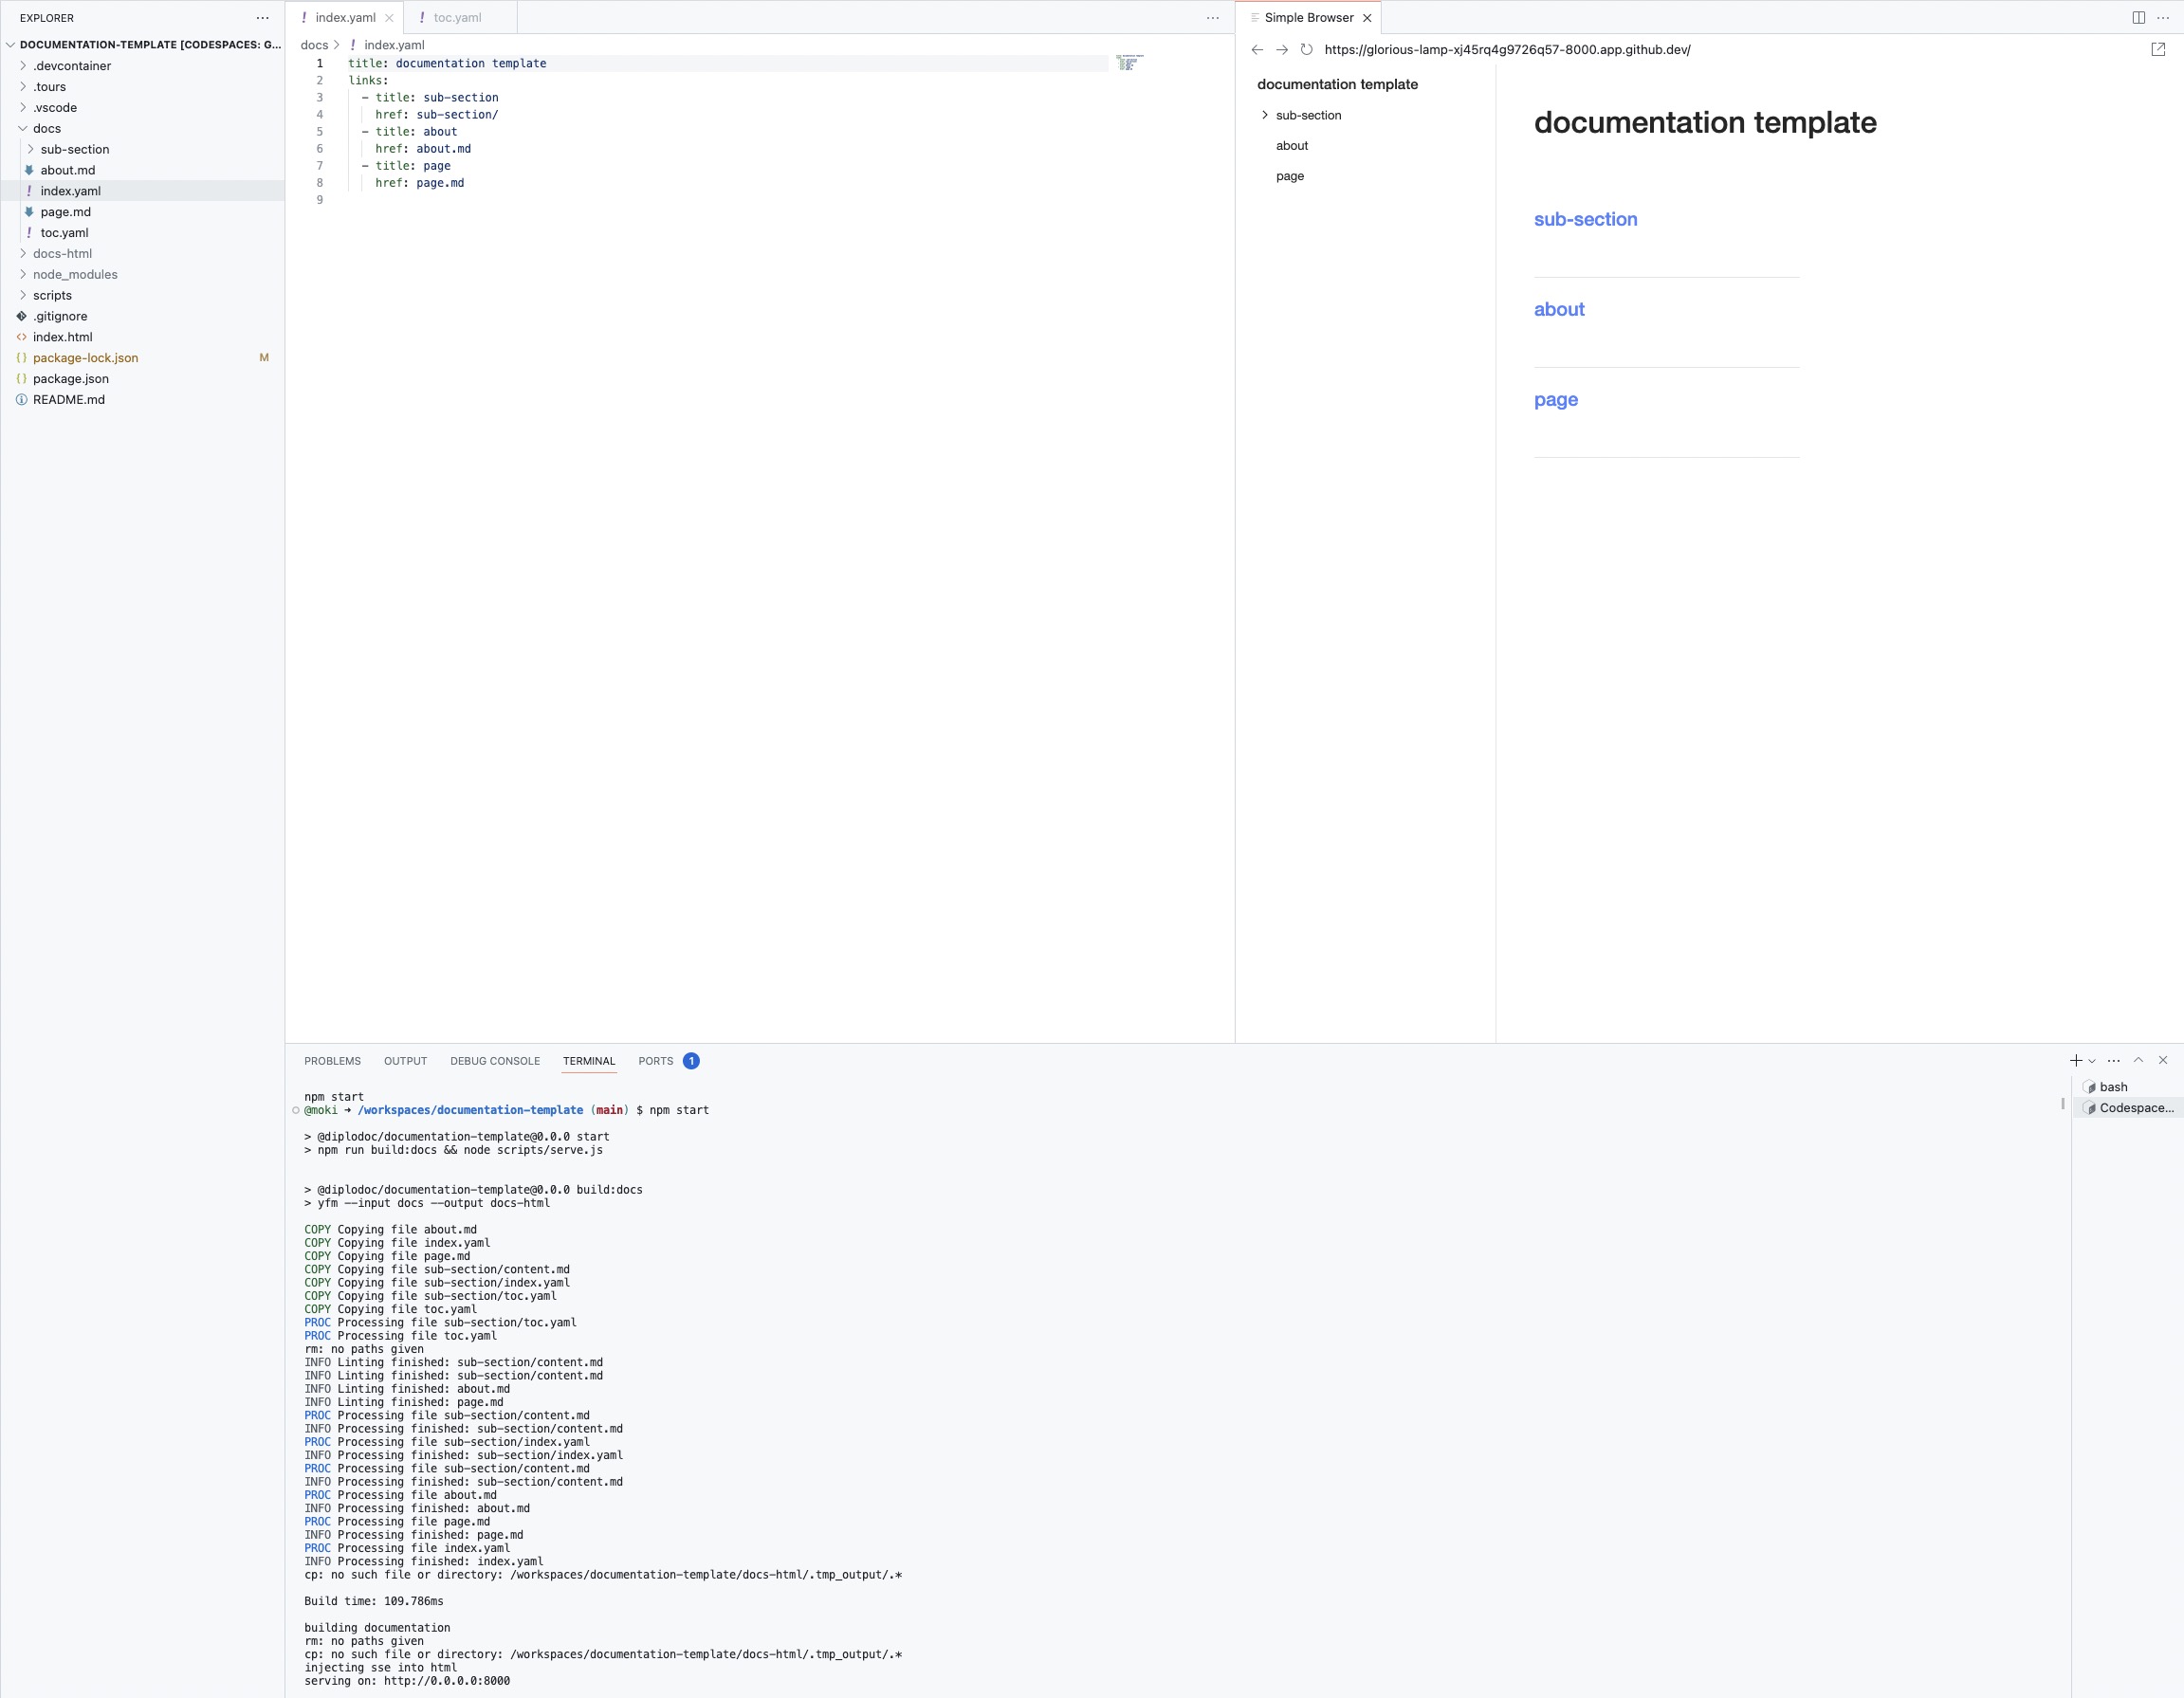 EXPLORER
DOCUMENTATION-TEMPLATE [CODESPACES: G...
.devcontainer
.tours
.vscode
docs
sub-section
about.md
index.yaml
page.md
toc.yaml
docs-html
node_modules
scripts
.gitignore
index.html
package-lock.json M
package.json
README.md
index.yaml
toc.yaml
docs > index.yaml
1 title: documentation template
2 links:
3 - title: sub-section
4 href: sub-section/
5 - title: about
6 href: about.md
7 - title: page
8 href: page.md
9
Simple Browser
https://glorious-lamp-xj45rq4g9726q57-8000.app.github.dev/
documentation template
sub-section
about
page
documentation template
sub-section
about
page
PROBLEMS OUTPUT DEBUG CONSOLE TERMINAL PORTS 1
bash
Codespace...
npm start
@moki ➜ /workspaces/documentation-template (main) $ npm start
> @diplodoc/documentation-template@0.0.0 start
> npm run build:docs && node scripts/serve.js
> @diplodoc/documentation-template@0.0.0 build:docs
> yfm --input docs --output docs-html
COPY Copying file about.md
COPY Copying file index.yaml
COPY Copying file page.md
COPY Copying file sub-section/content.md
COPY Copying file sub-section/index.yaml
COPY Copying file sub-section/toc.yaml
COPY Copying file toc.yaml
PROC Processing file sub-section/toc.yaml
PROC Processing file toc.yaml
rm: no paths given
INFO Linting finished: sub-section/content.md
INFO Linting finished: sub-section/content.md
INFO Linting finished: about.md
INFO Linting finished: page.md
PROC Processing file sub-section/content.md
INFO Processing finished: sub-section/content.md
PROC Processing file sub-section/index.yaml
INFO Processing finished: sub-section/index.yaml
PROC Processing file sub-section/content.md
INFO Processing finished: sub-section/content.md
PROC Processing file about.md
INFO Processing finished: about.md
PROC Processing file page.md
INFO Processing finished: page.md
PROC Processing file index.yaml
INFO Processing finished: index.yaml
cp: no such file or directory: /workspaces/documentation-template/docs-html/.tmp_output/.*
Build time: 109.786ms
building documentation
rm: no paths given
cp: no such file or directory: /workspaces/documentation-template/docs-html/.tmp_output/.*
injecting sse into html
serving on: http://0.0.0.0:8000